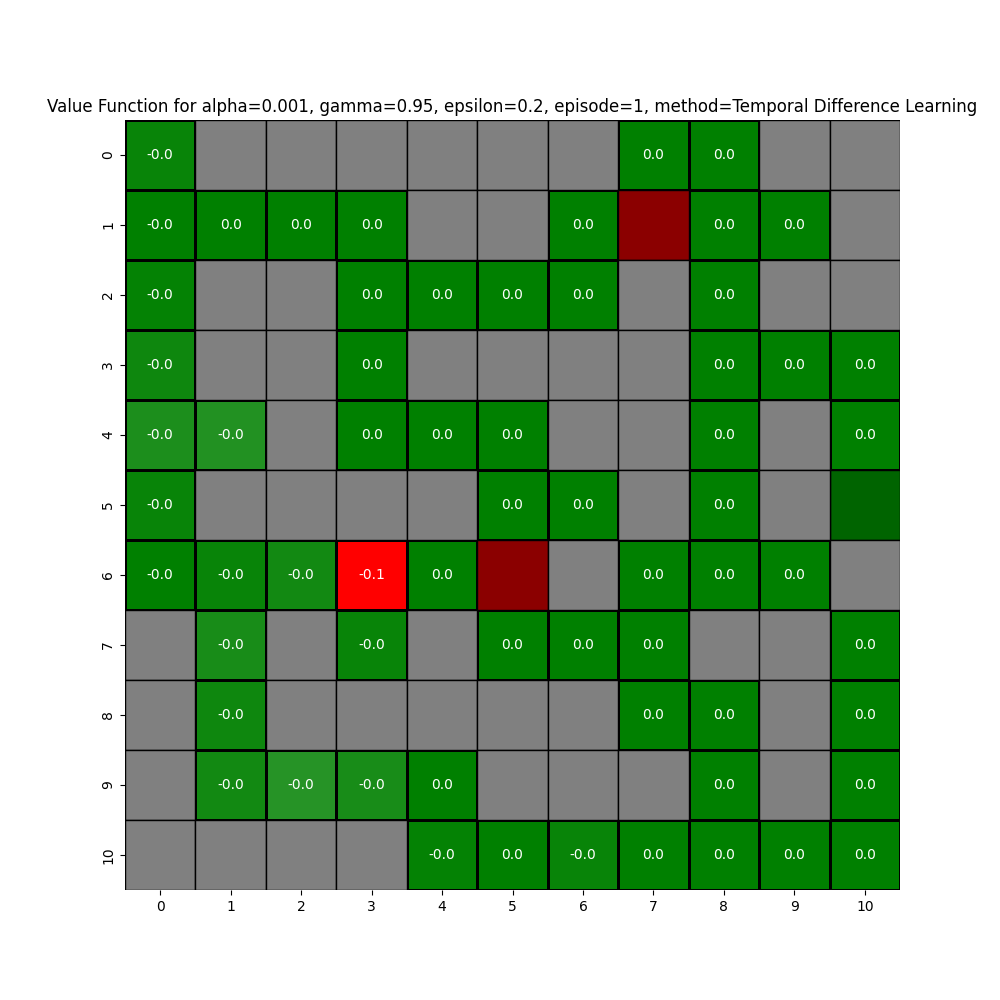 Value Function for alpha=0.001, gamma=0.95, epsilon=0.2, episode=1, method=Temporal Difference Learning
0 -0.0 0.0 0.0
1 -0.0 0.0 0.0 0.0 0.0 0.0 0.0
2 -0.0 0.0 0.0 0.0 0.0 0.0
3 -0.0 0.0 0.0 0.0 0.0
4 -0.0 -0.0 0.0 0.0 0.0 0.0 0.0
5 -0.0 0.0 0.0 0.0
6 -0.0 -0.0 -0.0 -0.1 0.0 0.0 0.0 0.0
7 -0.0 -0.0 0.0 0.0 0.0 0.0
8 -0.0 0.0 0.0 0.0
9 -0.0 -0.0 -0.0 0.0 0.0 0.0
10 -0.0 0.0 -0.0 0.0 0.0 0.0 0.0
0 1 2 3 4 5 6 7 8 9 10